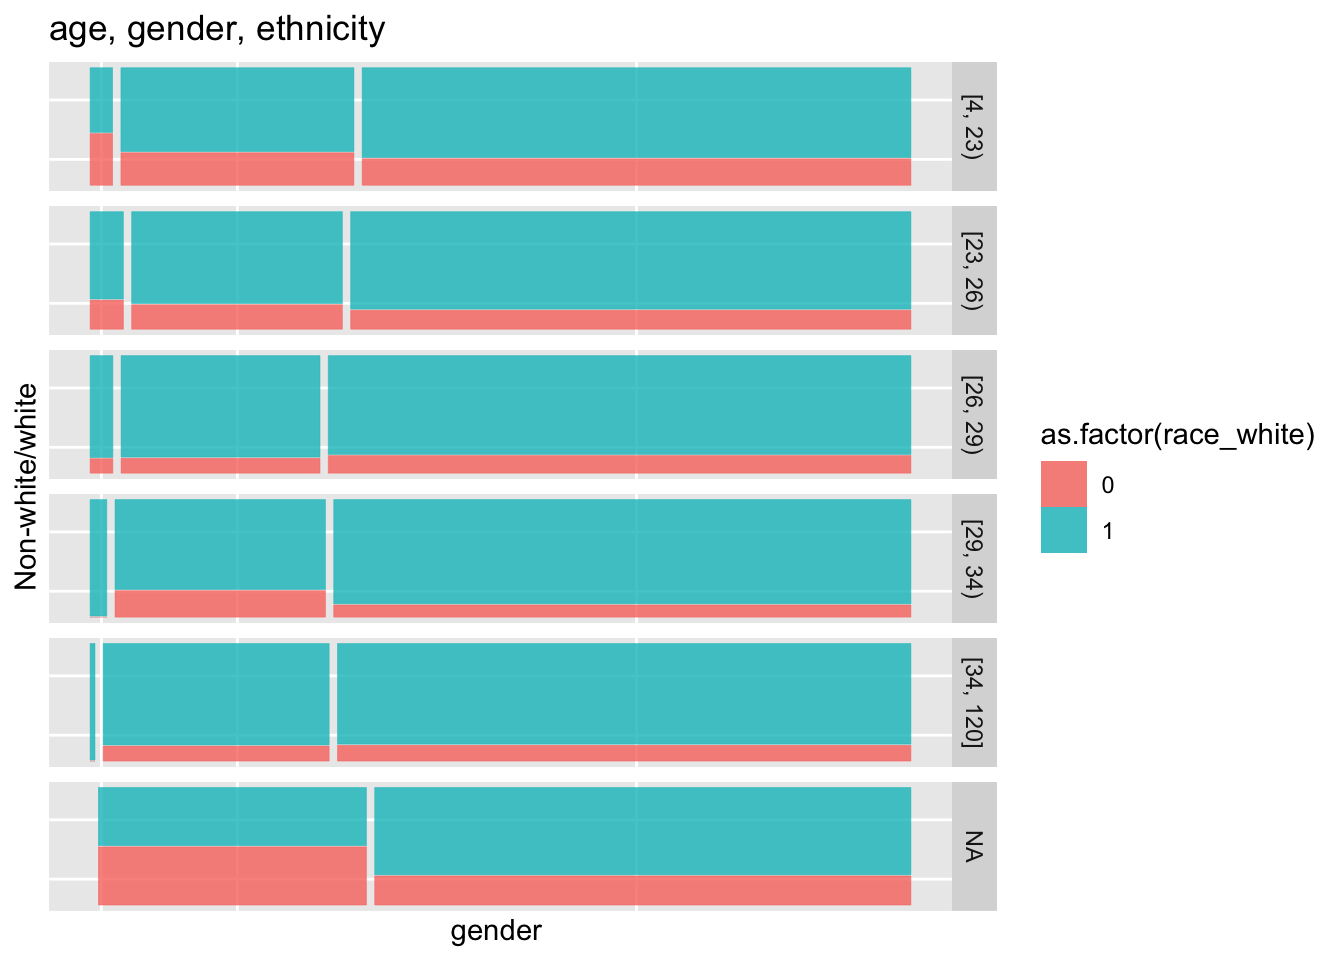 age, gender, ethnicity
[4, 23)
[23, 26)
[26, 29)
[29, 34)
[34, 120]
NA
Non-white/white
gender
as.factor(race_white)
0
1